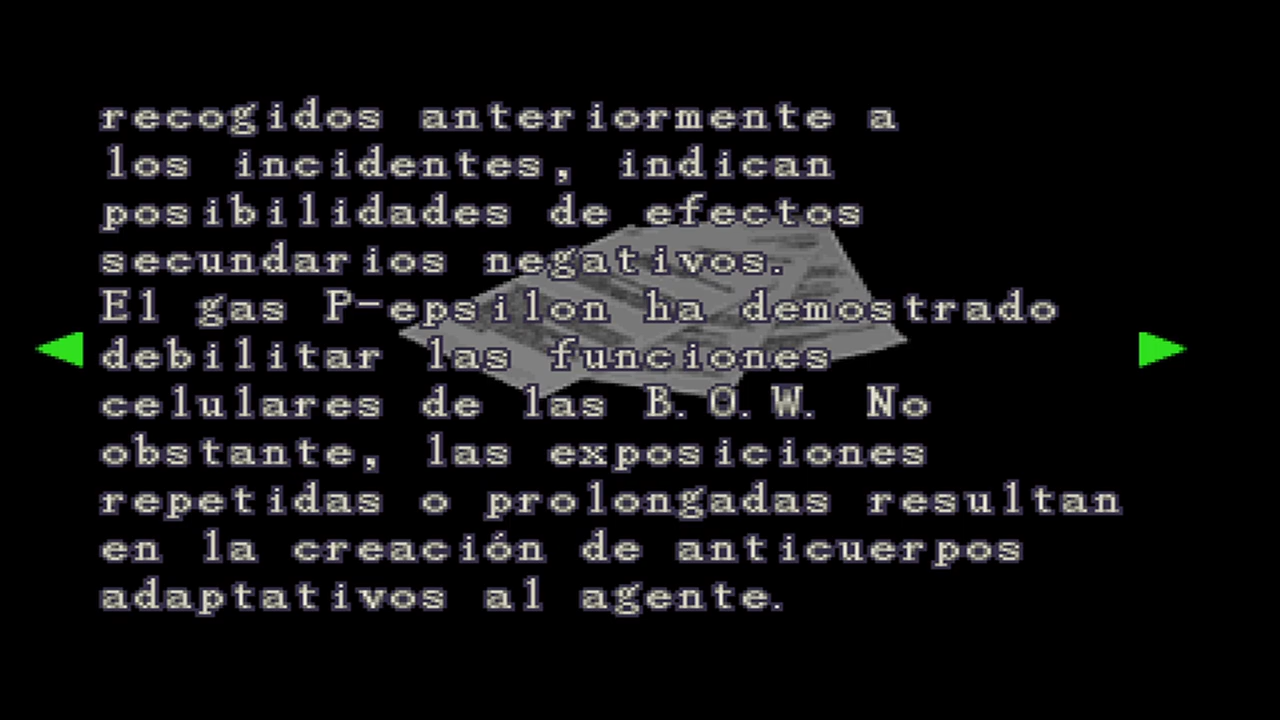 recogidos anteriormente a
los incidentes, indican
posibilidades de efectos
secundarios negativos.
El gas P-epsilon ha demostrado
debilitar las funciones
celulares de las B.O.W. No
obstante, las exposiciones
repetidas o prolongadas resultan
en la creación de anticuerpos
adaptativos al agente.